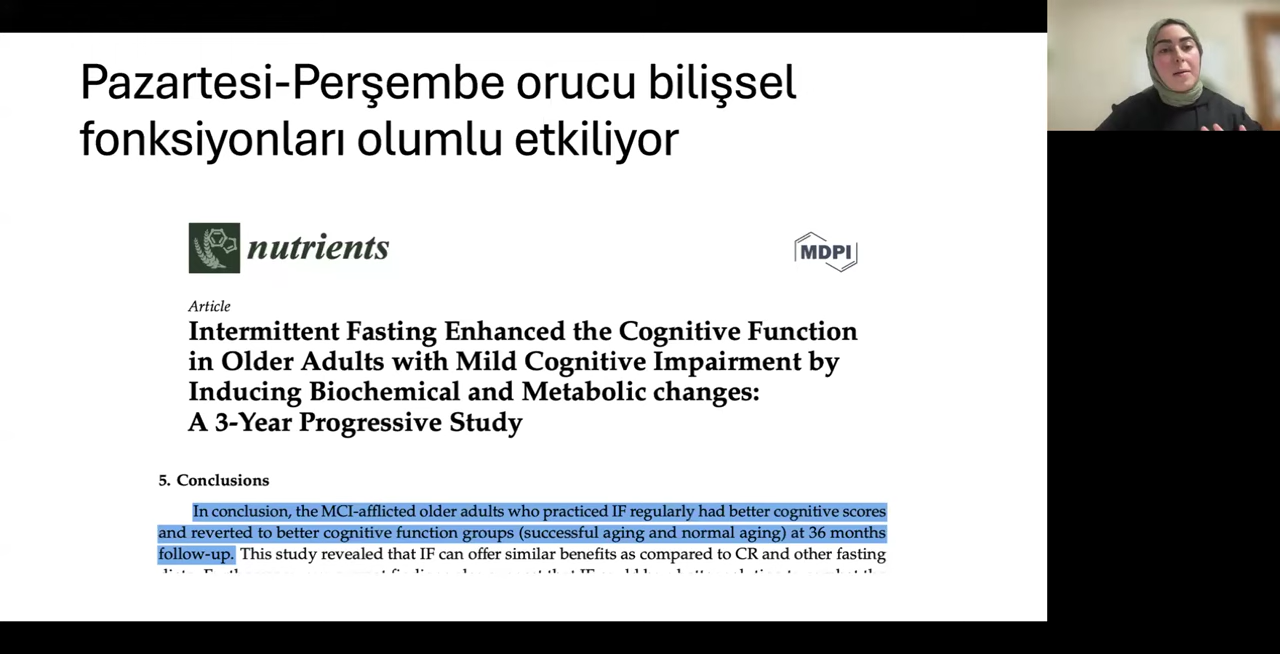 Pazartesi-Perşembe orucu bilişsel
fonksiyonları olumlu etkiliyor
nutrients
MDPI
Article
Intermittent Fasting Enhanced the Cognitive Function
in Older Adults with Mild Cognitive Impairment by
Inducing Biochemical and Metabolic changes:
A 3-Year Progressive Study
5. Conclusions
In conclusion, the MCI-afflicted older adults who practiced IF regularly had better cognitive scores
and reverted to better cognitive function groups (successful aging and normal aging) at 36 months
follow-up. This study revealed that IF can offer similar benefits as compared to CR and other fasting